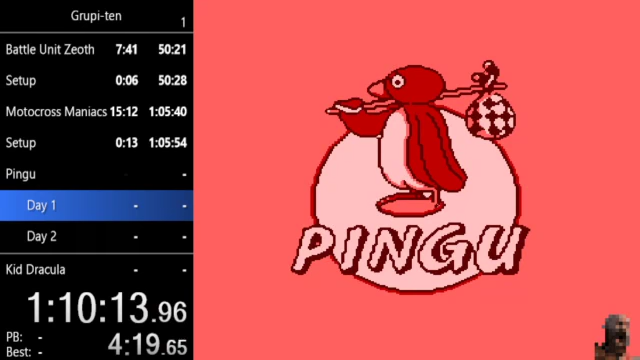 Grupi-ten
1
Battle Unit Zeoth 7:41 50:21
Setup 0:06 50:28
Motocross Maniacs 15:12 1:05:40
Setup 0:13 1:05:54
Pingu - -
Day 1 - -
Day 2 - -
Kid Dracula - -
1:10:13.96
PB: -
Best: -
4:19.65
PINGU